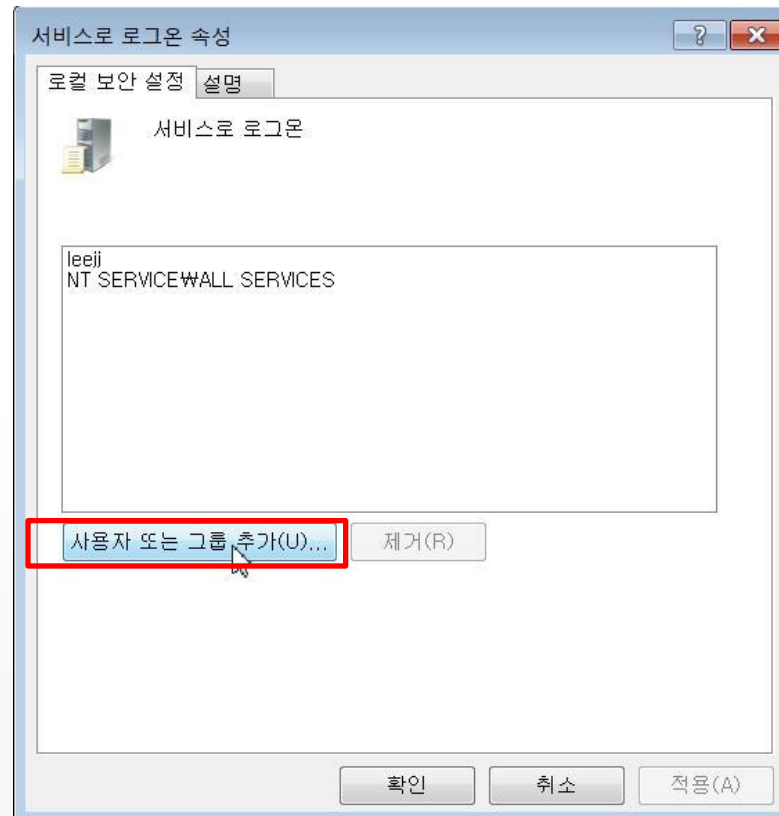 서비스로 로그온 속성
로컬 보안 설정 설명
서비스로 로그온
leeji
NT SERVICE₩ALL SERVICES
사용자 또는 그룹 추가(U)... 제거(R)
확인 취소 적용(A)